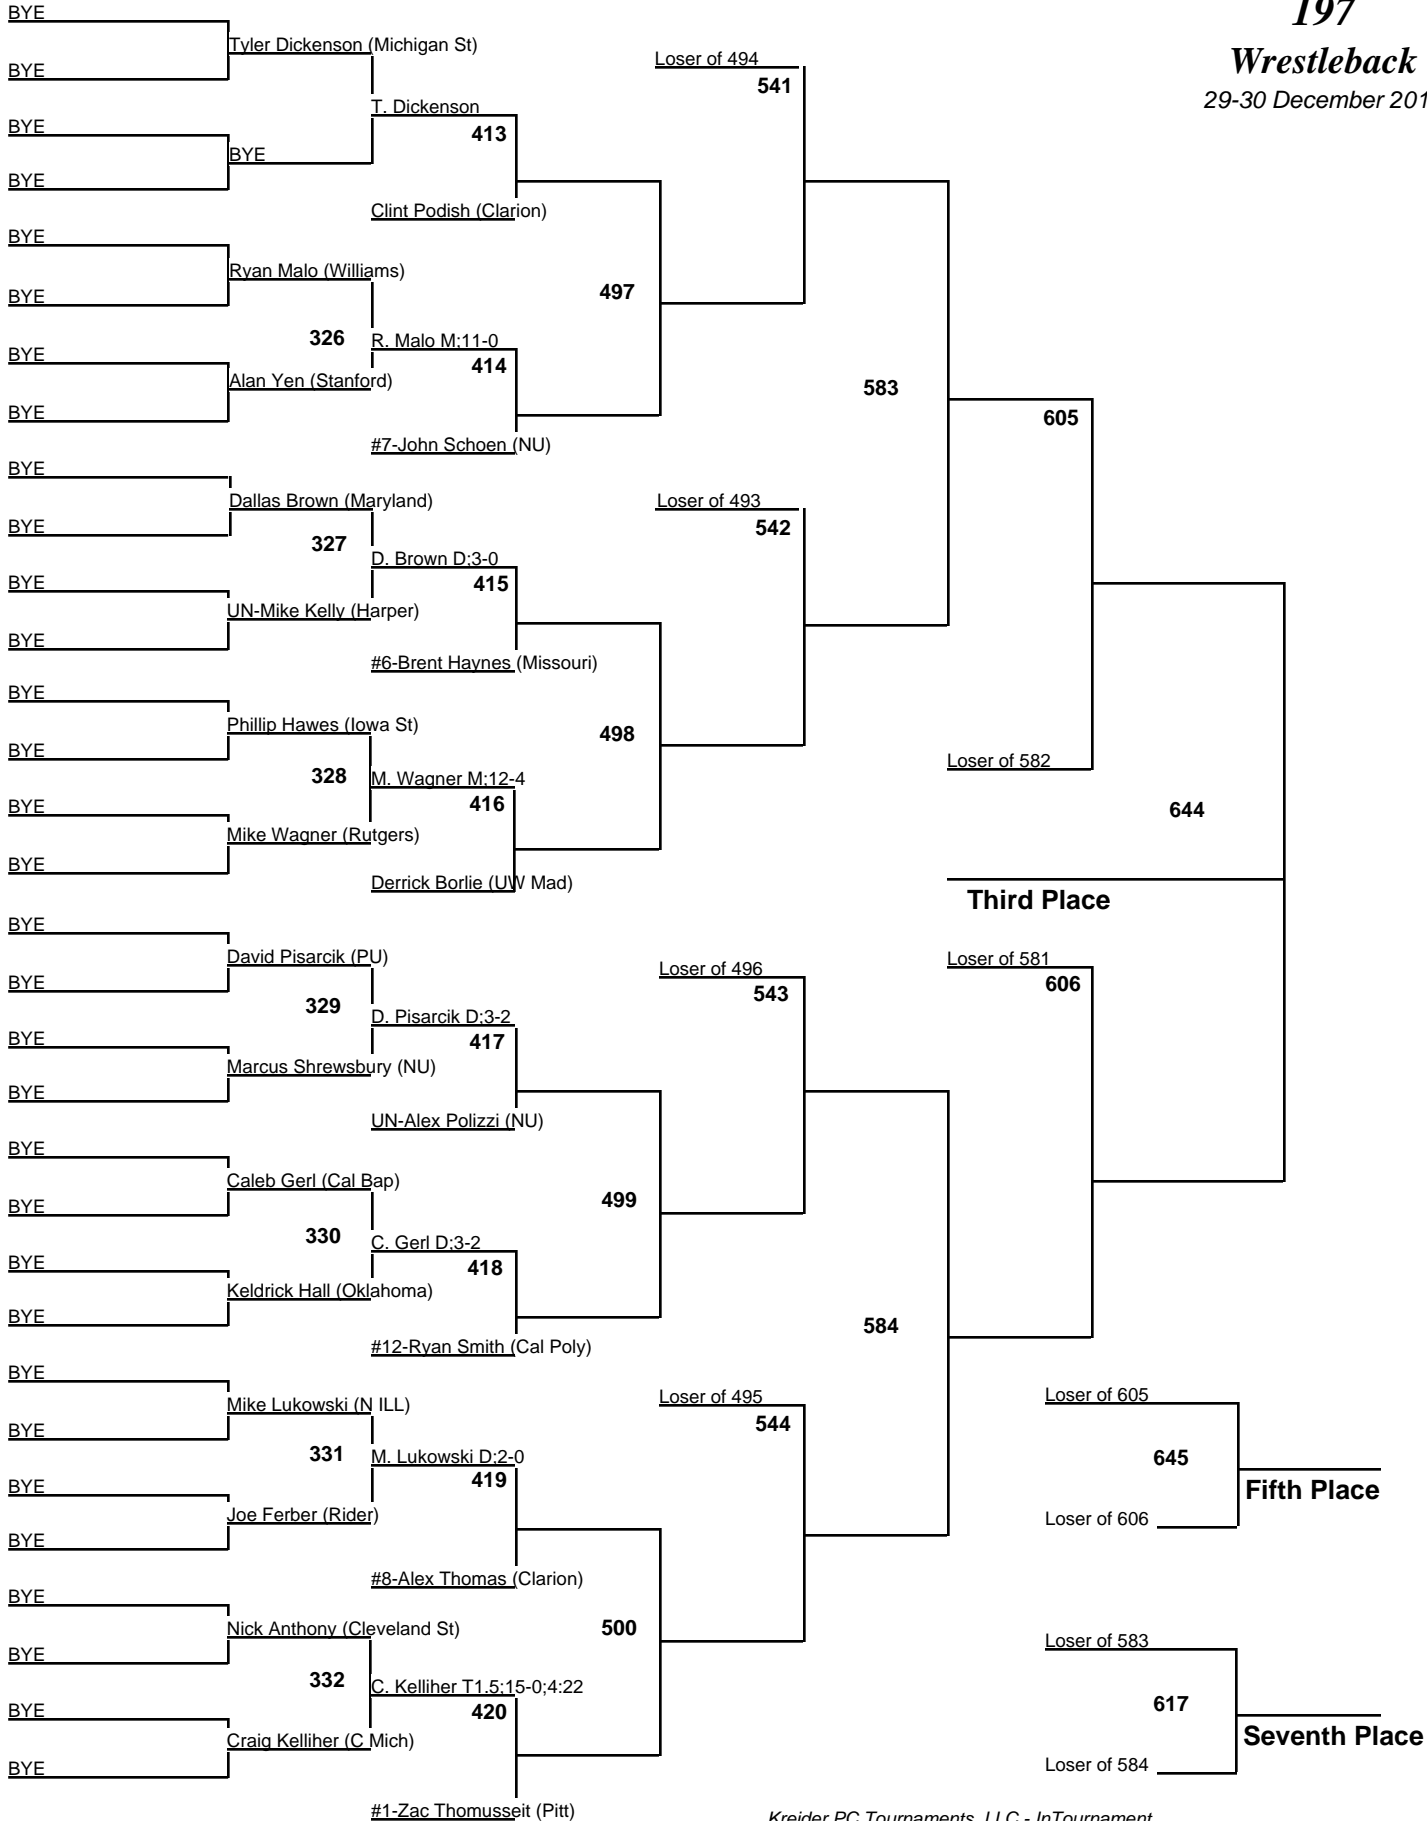 197
Wrestleback
29-30 December 201
BYE
Tyler Dickenson (Michigan St)
BYE
T. Dickenson
413
BYE
BYE
BYE
Clint Podish (Clarion)
BYE
Ryan Malo (Williams)
BYE
497
326
R. Malo M;11-0
414
BYE
Alan Yen (Stanford)
BYE
#7-John Schoen (NU)
Loser of 494
541
583
605
BYE
Dallas Brown (Maryland)
BYE
327
D. Brown D;3-0
415
BYE
UN-Mike Kelly (Harper)
BYE
#6-Brent Haynes (Missouri)
Loser of 493
542
BYE
Phillip Hawes (Iowa St)
BYE
498
328
M. Wagner M;12-4
416
BYE
Mike Wagner (Rutgers)
BYE
Derrick Borlie (UW Mad)
Loser of 582
644
Third Place
BYE
David Pisarcik (PU)
BYE
329
D. Pisarcik D;3-2
417
BYE
Marcus Shrewsbury (NU)
BYE
UN-Alex Polizzi (NU)
Loser of 496
543
Loser of 581
606
BYE
Caleb Gerl (Cal Bap)
BYE
499
330
C. Gerl D;3-2
418
BYE
Keldrick Hall (Oklahoma)
BYE
#12-Ryan Smith (Cal Poly)
584
BYE
Mike Lukowski (N ILL)
BYE
331
M. Lukowski D;2-0
419
BYE
Joe Ferber (Rider)
BYE
#8-Alex Thomas (Clarion)
Loser of 495
544
Loser of 605
645
Fifth Place
Loser of 606
BYE
Nick Anthony (Cleveland St)
BYE
500
332
C. Kelliher T1.5;15-0;4:22
420
BYE
Craig Kelliher (C Mich)
BYE
#1-Zac Thomusseit (Pitt)
Loser of 583
617
Seventh Place
Loser of 584
Kreider PC Tournaments, LLC - InTournament